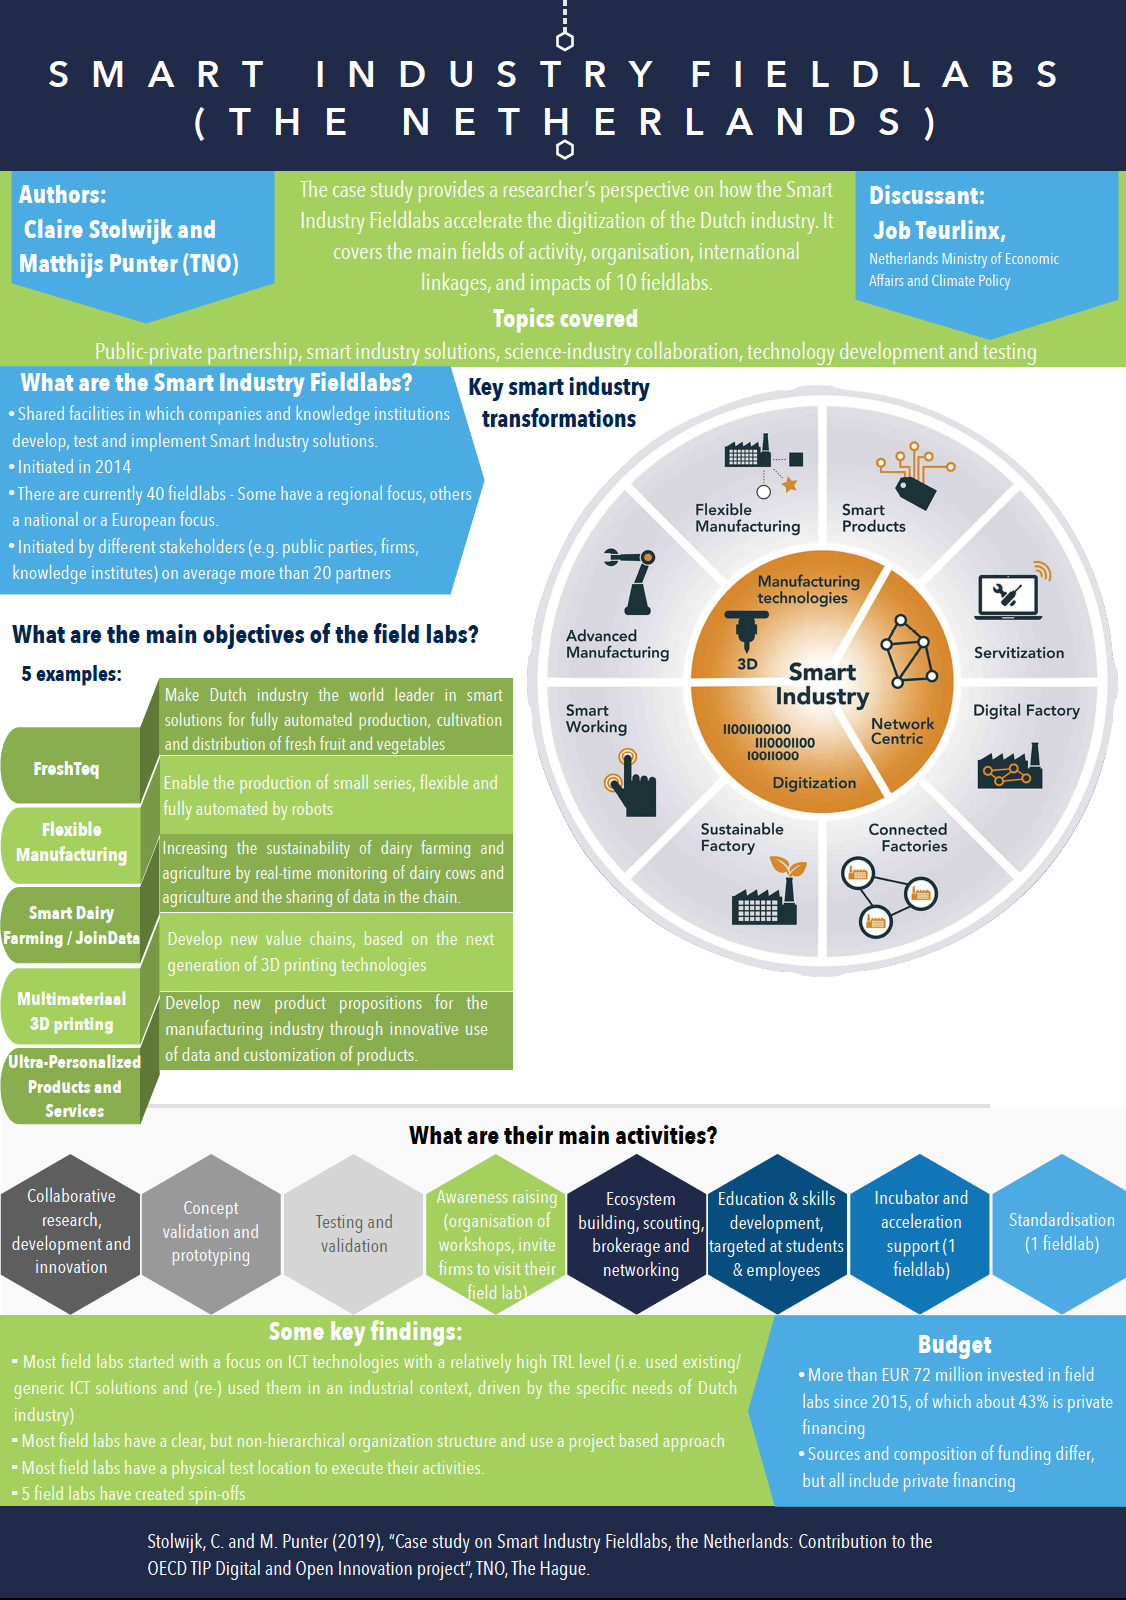 SMART INDUSTRY FIELDLABS
(THE NETHERLANDS)
Authors:
Claire Stolwijk and
Matthijs Punter (TNO)
The case study provides a researcher's perspective on how the Smart
Industry Fieldlabs accelerate the digitization of the Dutch industry. It
covers the main fields of activity, organisation, international
linkages, and impacts of 10 fieldlabs.
Discussant:
Job Teurlinx,
Netherlands Ministry of Economic
Affairs and Climate Policy
Topics covered
Public-private partnership, smart industry solutions, science-industry collaboration, technology development and testing
What are the Smart Industry Fieldlabs?
• Shared facilities in which companies and knowledge institutions
develop, test and implement Smart Industry solutions.
• Initiated in 2014
• There are currently 40 fieldlabs - Some have a regional focus, others
a national or a European focus.
• Initiated by different stakeholders (e.g. public parties, firms,
knowledge institutes) on average more than 20 partners
Key smart industry
transformations
Flexible
Manufacturing
Smart
Products
Advanced
Manufacturing
Servitization
Smart
Working
Digital Factory
Sustainable
Factory
Connected
Factories
Manufacturing
technologies
3D
Smart
Industry
Network
Centric
11001100100
1110001100
10011000
Digitization
What are the main objectives of the field labs?
5 examples:
FreshTeq
Make Dutch industry the world leader in smart
solutions for fully automated production, cultivation
and distribution of fresh fruit and vegetables
Flexible
Manufacturing
Enable the production of small series, flexible and
fully automated by robots
Smart Dairy
Farming / JoinData
Increasing the sustainability of dairy farming and
agriculture by real-time monitoring of dairy cows and
agriculture and the sharing of data in the chain.
Multimateriaal
3D printing
Develop new value chains, based on the next
generation of 3D printing technologies
Ultra-Personalized
Products and
Services
Develop new product propositions for the
manufacturing industry through innovative use
of data and customization of products.
What are their main activities?
Collaborative
research,
development and
innovation
Concept
validation and
prototyping
Testing and
validation
Awareness raising
(organisation of
workshops, invite
firms to visit their
field lab)
Ecosystem
building, scouting,
brokerage and
networking
Education & skills
development,
targeted at students
& employees
Incubator and
acceleration
support (1
fieldlab)
Standardisation
(1 fieldlab)
Some key findings:
- Most field labs started with a focus on ICT technologies with a relatively high TRL level (i.e. used existing/
generic ICT solutions and (re-) used them in an industrial context, driven by the specific needs of Dutch
industry)
- Most field labs have a clear, but non-hierarchical organization structure and use a project based approach
- Most field labs have a physical test location to execute their activities.
- 5 field labs have created spin-offs
Budget
• More than EUR 72 million invested in field
labs since 2015, of which about 43% is private
financing
• Sources and composition of funding differ,
but all include private financing
Stolwijk, C. and M. Punter (2019), "Case study on Smart Industry Fieldlabs, the Netherlands: Contribution to the
OECD TIP Digital and Open Innovation project", TNO, The Hague.